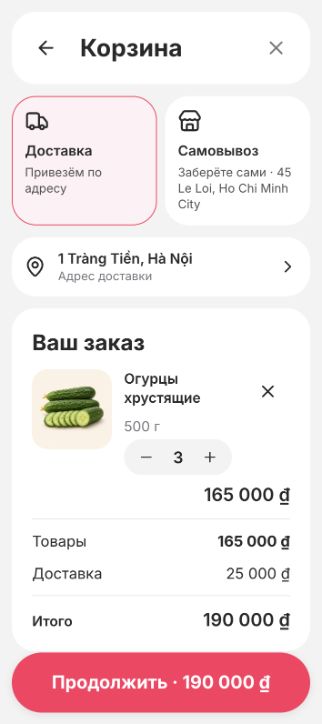 Корзина
Доставка
Привезём по
адресу
Самовывоз
Заберёте сами · 45
Le Loi, Ho Chi Minh
City
1 Tràng Tiền, Hà Nội
Адрес доставки
Ваш заказ
Огурцы
хрустящие
500 г
3
165 000 ₫
Товары 165 000 ₫
Доставка 25 000 ₫
Итого 190 000 ₫
Продолжить · 190 000 ₫